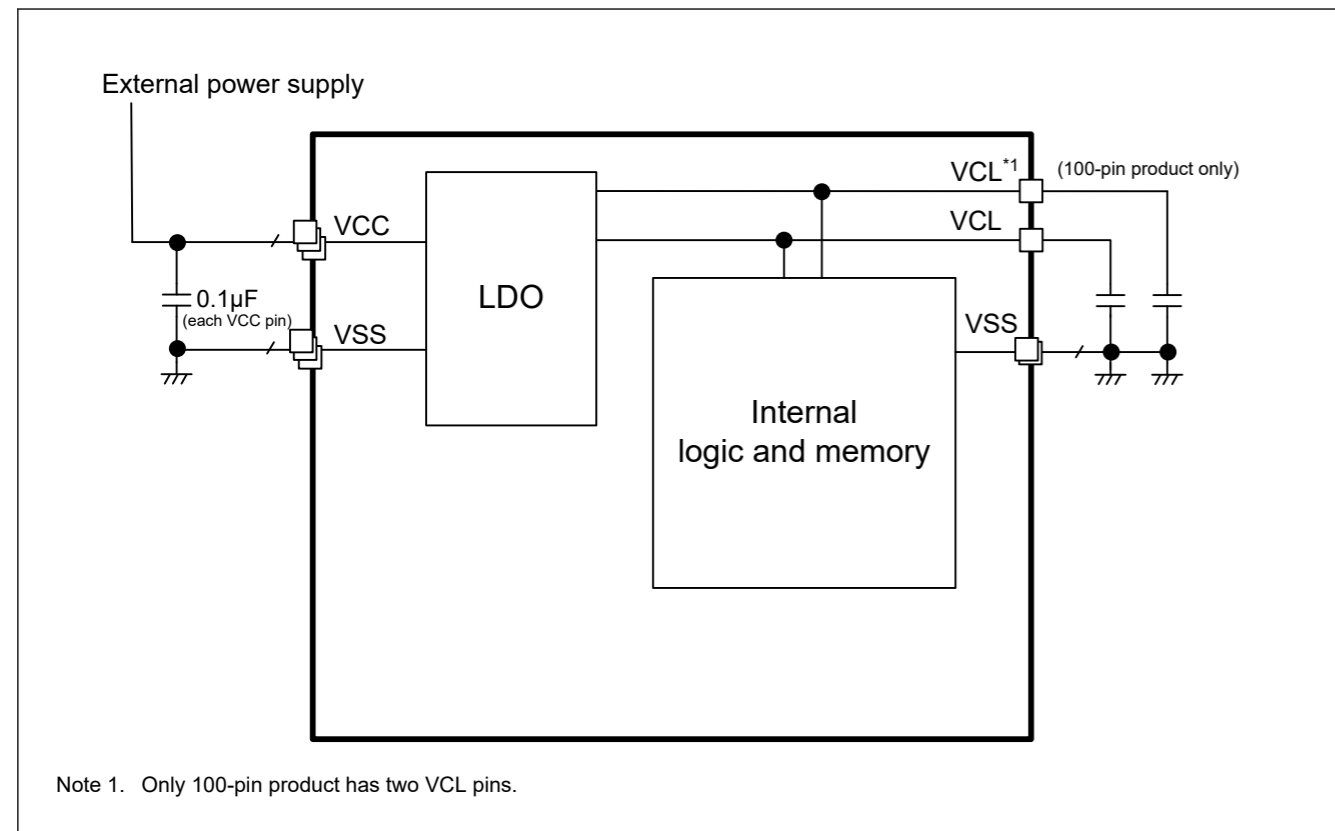 External power supply
VCL*1 (100-pin product only)
VCC
VCL
LDO
0.1µF
(each VCC pin)
VSS
VSS
Internal
logic and memory
Note 1. Only 100-pin product has two VCL pins.